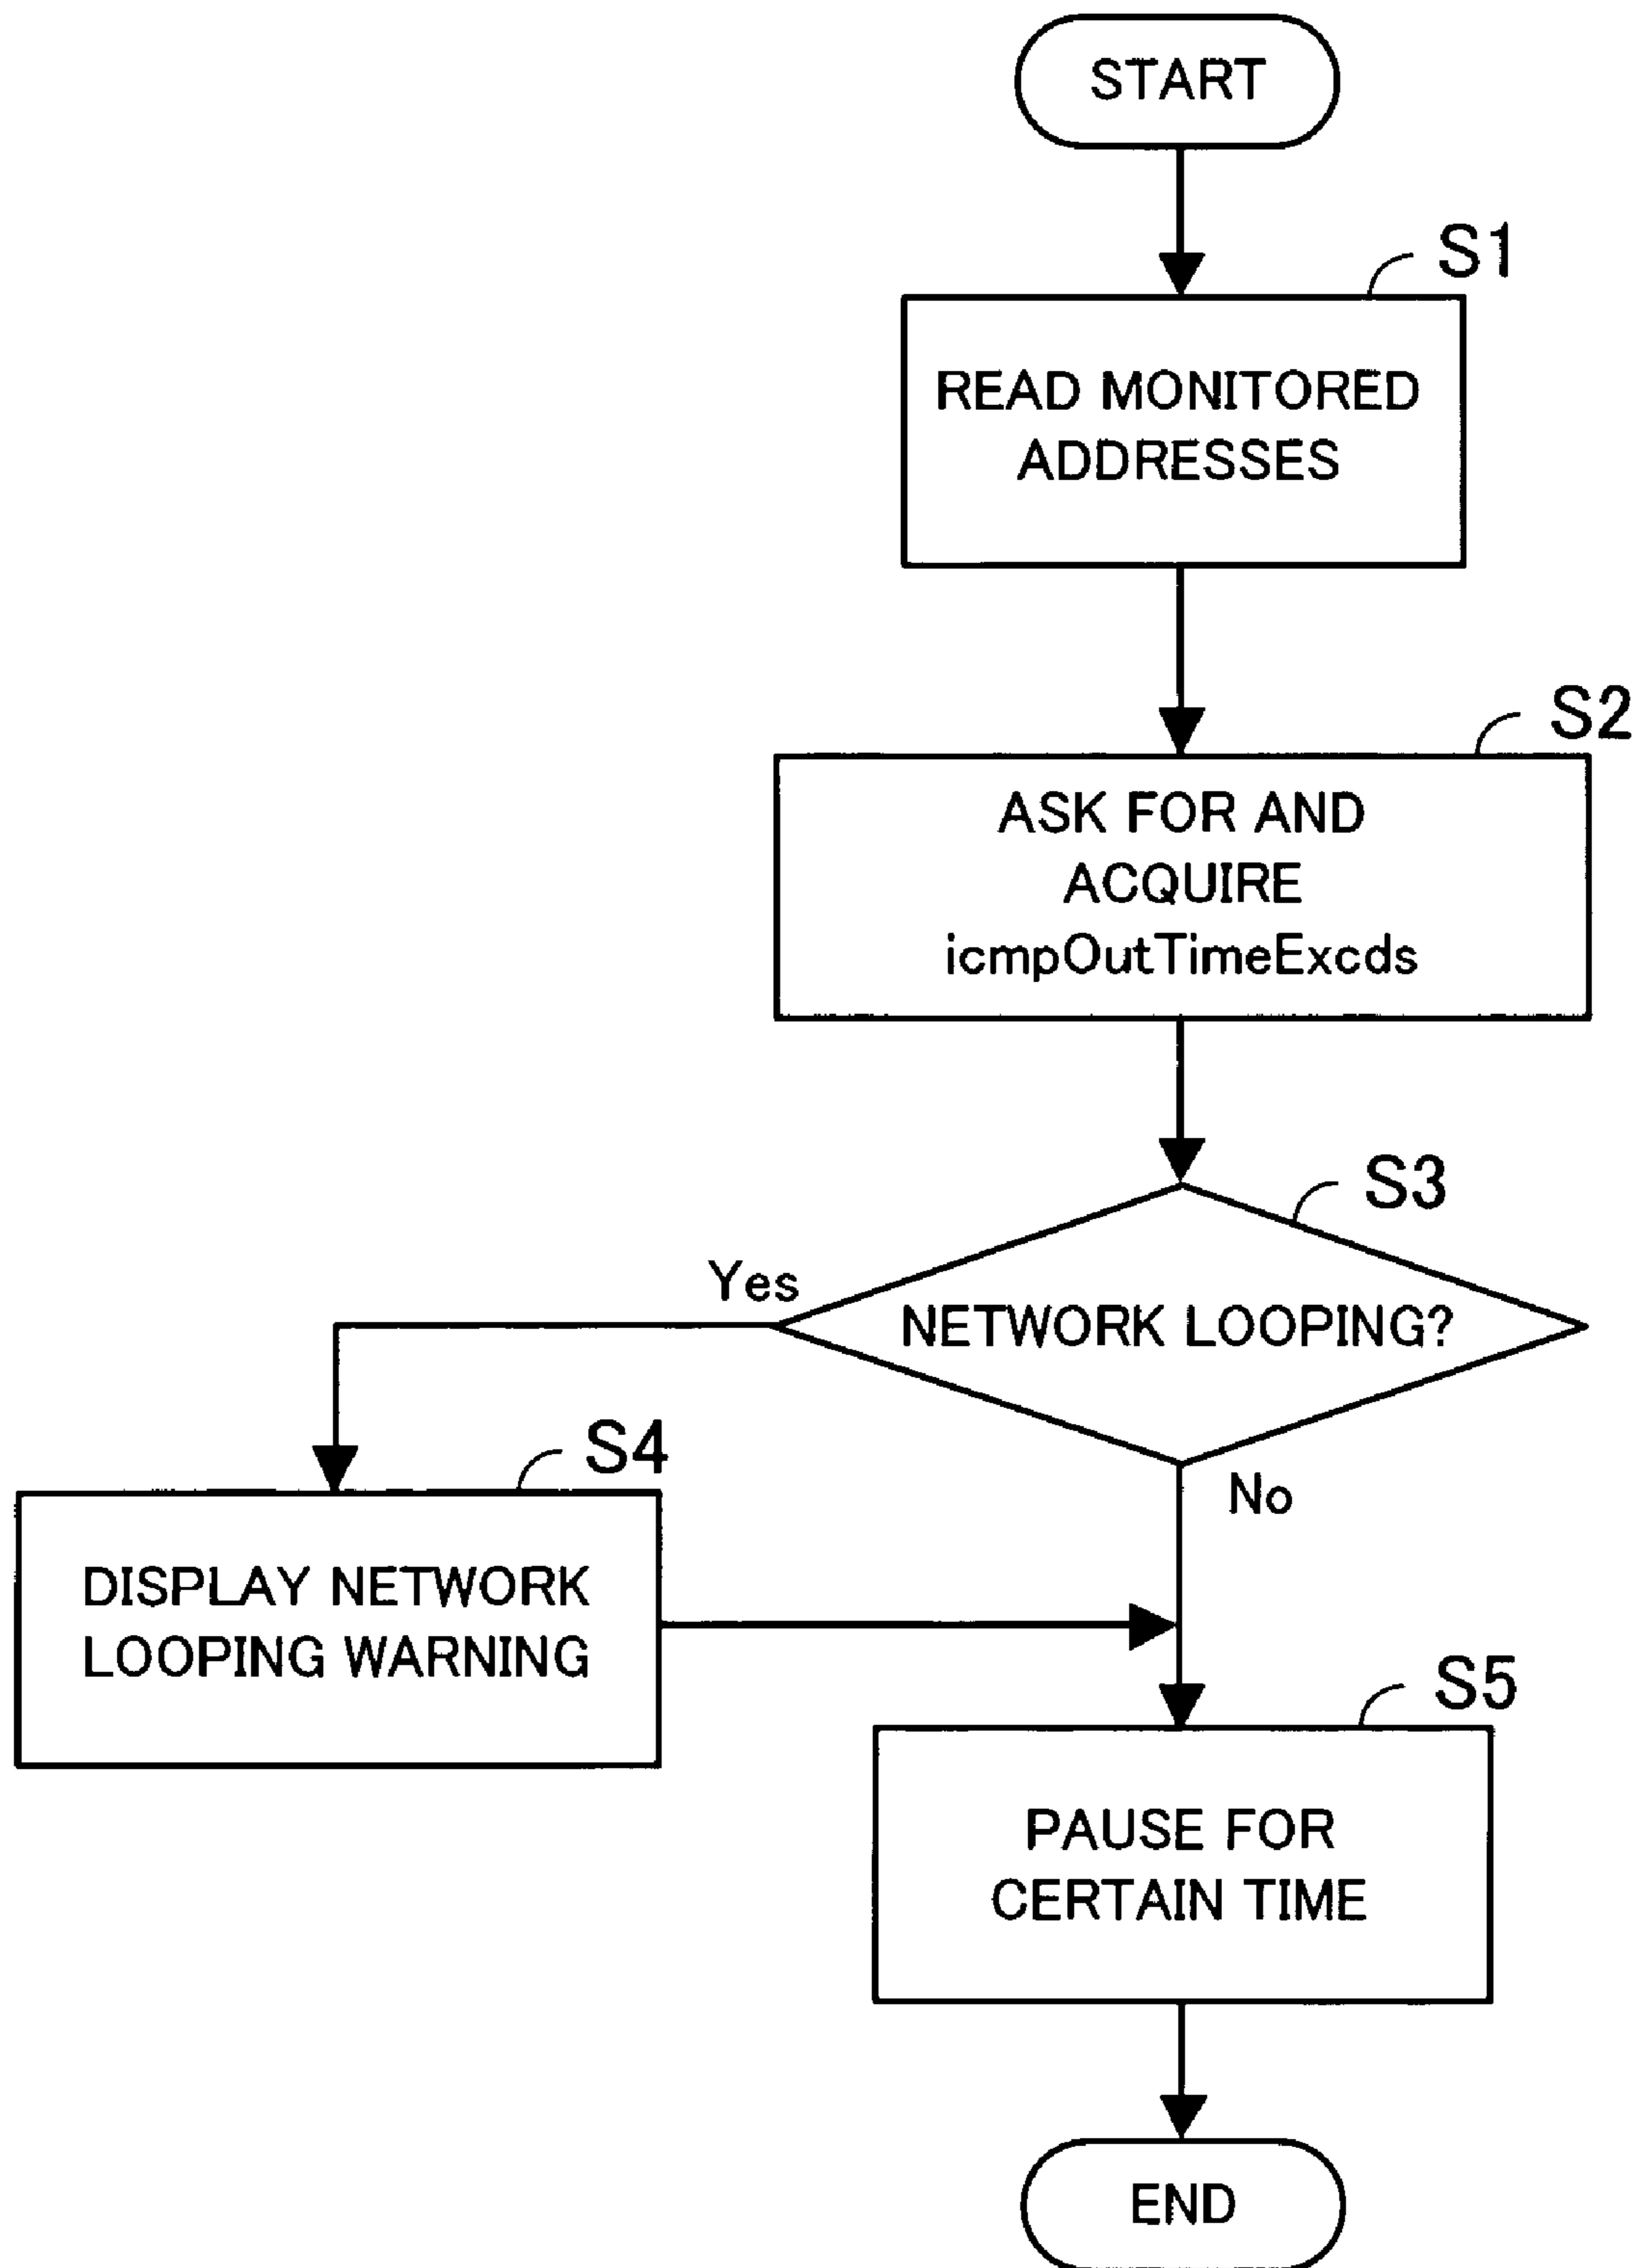 START
S1
READ MONITORED
ADDRESSES
S2
ASK FOR AND
ACQUIRE
icmpOutTimeExcds
S3
Yes
NETWORK LOOPING?
No
S4
DISPLAY NETWORK
LOOPING WARNING
S5
PAUSE FOR
CERTAIN TIME
END